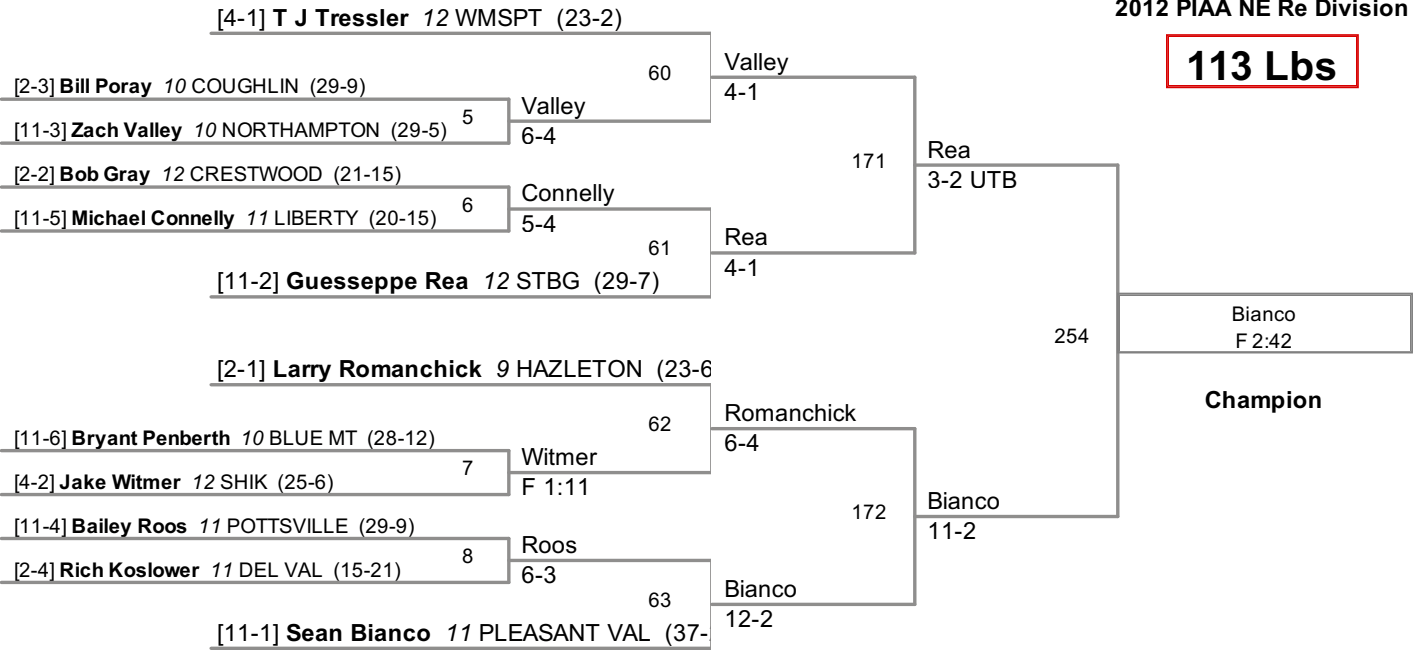 [4-1] T J Tressler 12 WMSPT (23-2)
2012 PIAA NE Re Division
113 Lbs
60
Valley
4-1
[2-3] Bill Poray 10 COUGHLIN (29-9)
5
Valley
6-4
[11-3] Zach Valley 10 NORTHAMPTON (29-5)
171
Rea
3-2 UTB
[2-2] Bob Gray 12 CRESTWOOD (21-15)
6
Connelly
5-4
[11-5] Michael Connelly 11 LIBERTY (20-15)
61
Rea
4-1
[11-2] Guesseppe Rea 12 STBG (29-7)
254
Bianco
F 2:42
Champion
[2-1] Larry Romanchick 9 HAZLETON (23-6
62
Romanchick
6-4
[11-6] Bryant Penberth 10 BLUE MT (28-12)
7
Witmer
F 1:11
[4-2] Jake Witmer 12 SHIK (25-6)
172
Bianco
11-2
[11-4] Bailey Roos 11 POTTSVILLE (29-9)
8
Roos
6-3
[2-4] Rich Koslower 11 DEL VAL (15-21)
63
Bianco
12-2
[11-1] Sean Bianco 11 PLEASANT VAL (37-